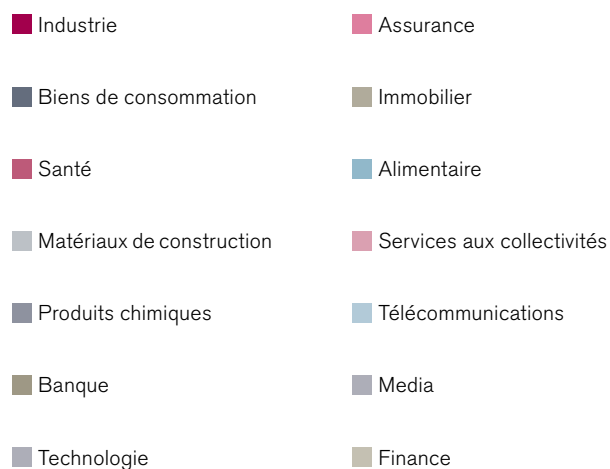 Industrie
Biens de consommation
Santé
Matériaux de construction
Produits chimiques
Banque
Technologie
Assurance
Immobilier
Alimentaire
Services aux collectivités
Télécommunications
Media
Finance